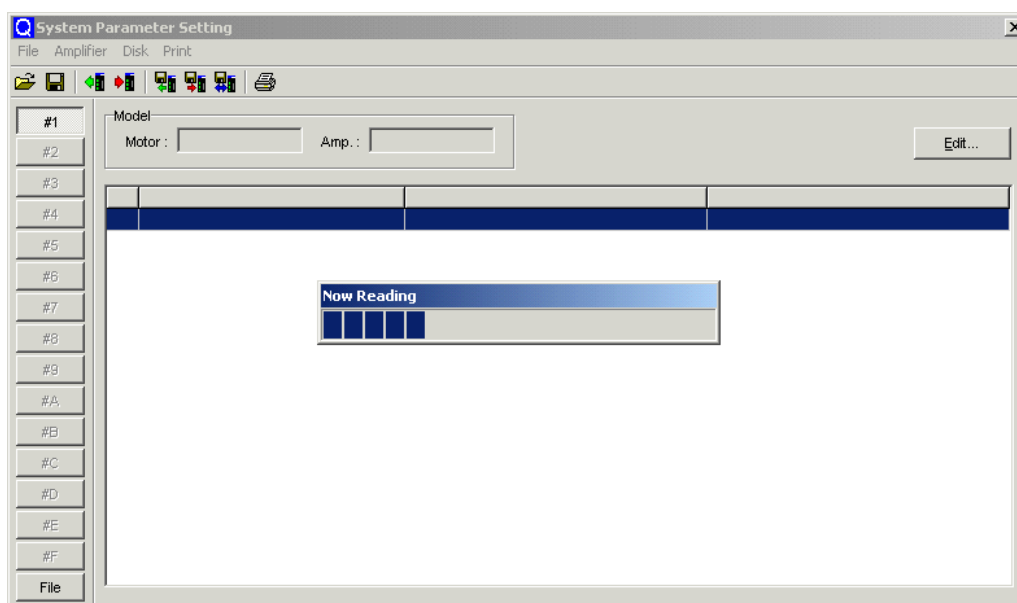 Q System Parameter Setting
File Amplifier Disk Print
#1
Model
Motor :
Amp. :
Edit...
#2
#3
#4
#5
#6
Now Reading
#7
#8
#9
#A
#B
#C
#D
#E
#F
File